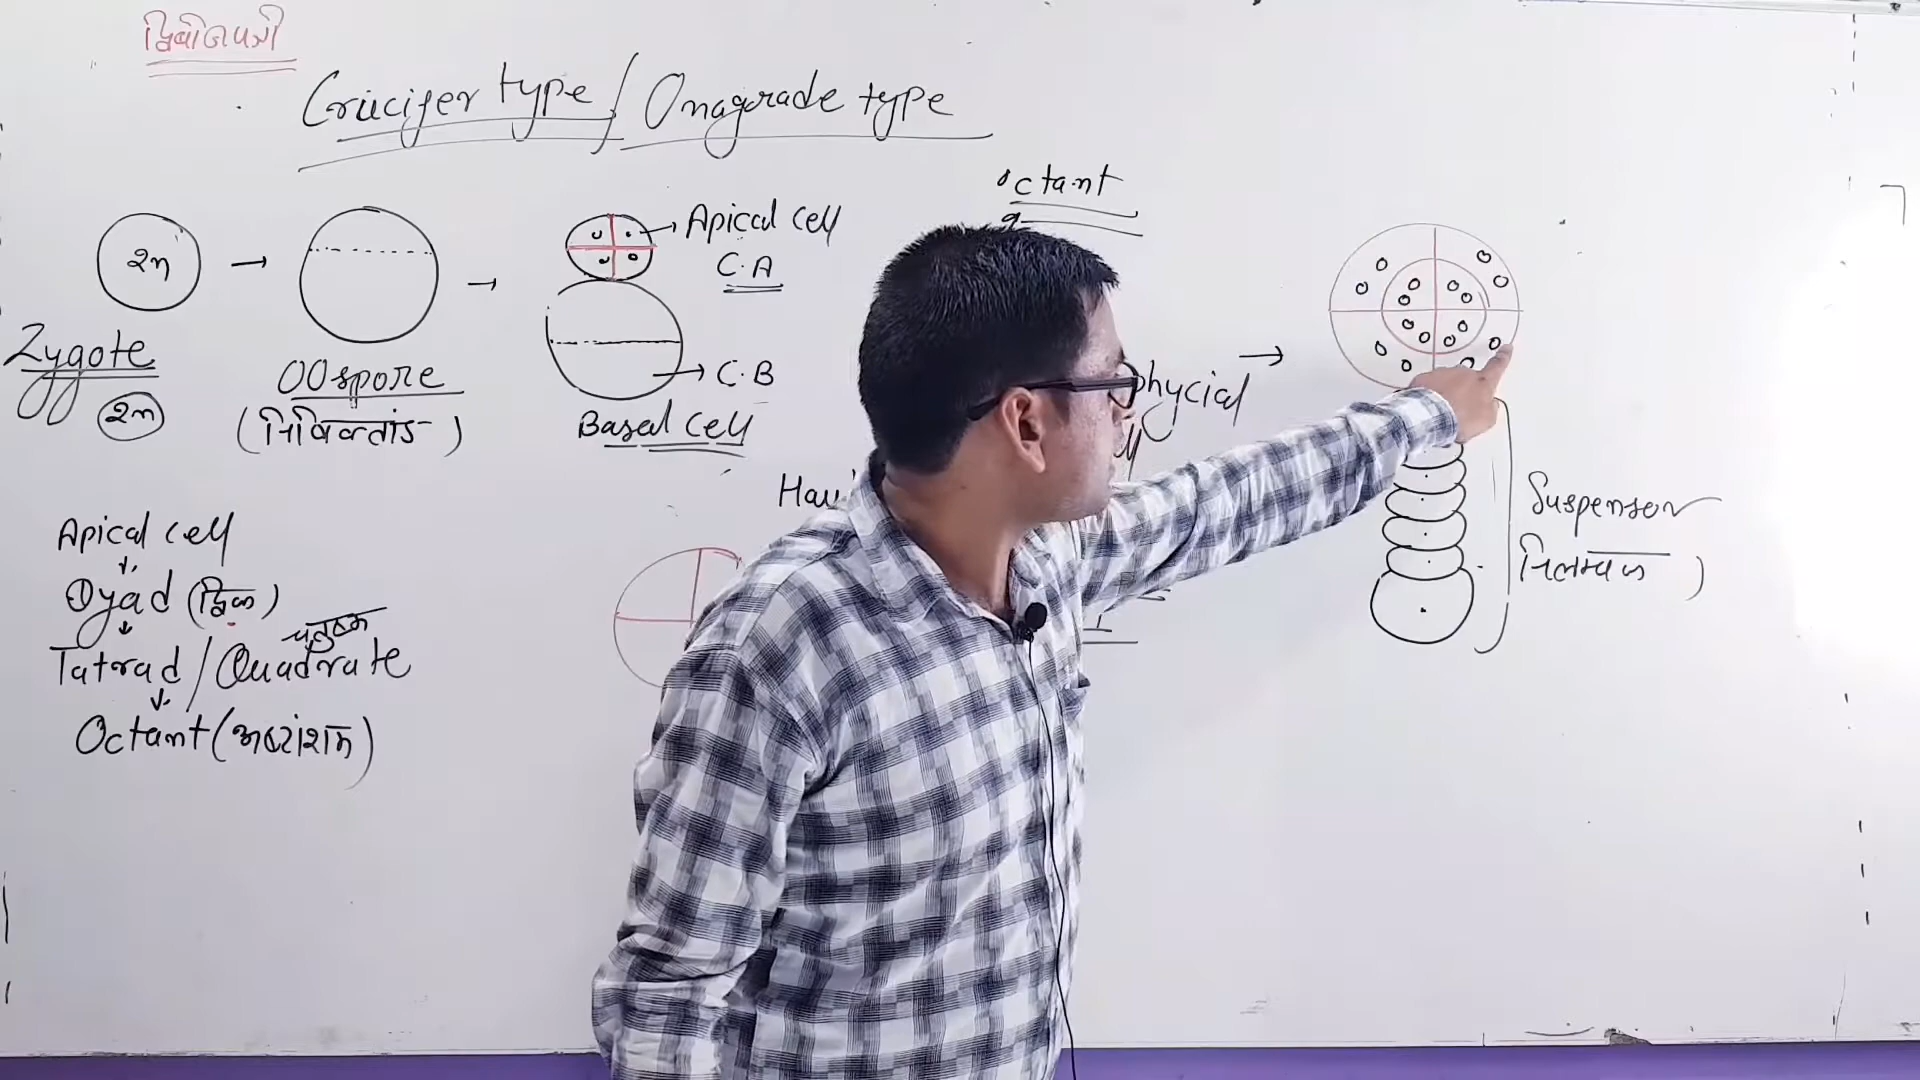 द्विबीजपत्री
Crucifer type / Onagrade type
2n
Zygote
2n
OOspore
(निषिक्तांड)
Apical cell
C.A
C.B
Basal cell
octant
phycial
Suspensor
निलम्बक )
Apical cell
Dyad (द्विक)
चतुष्क
Tatrad / Quadrate
Octant (अष्टांशक)